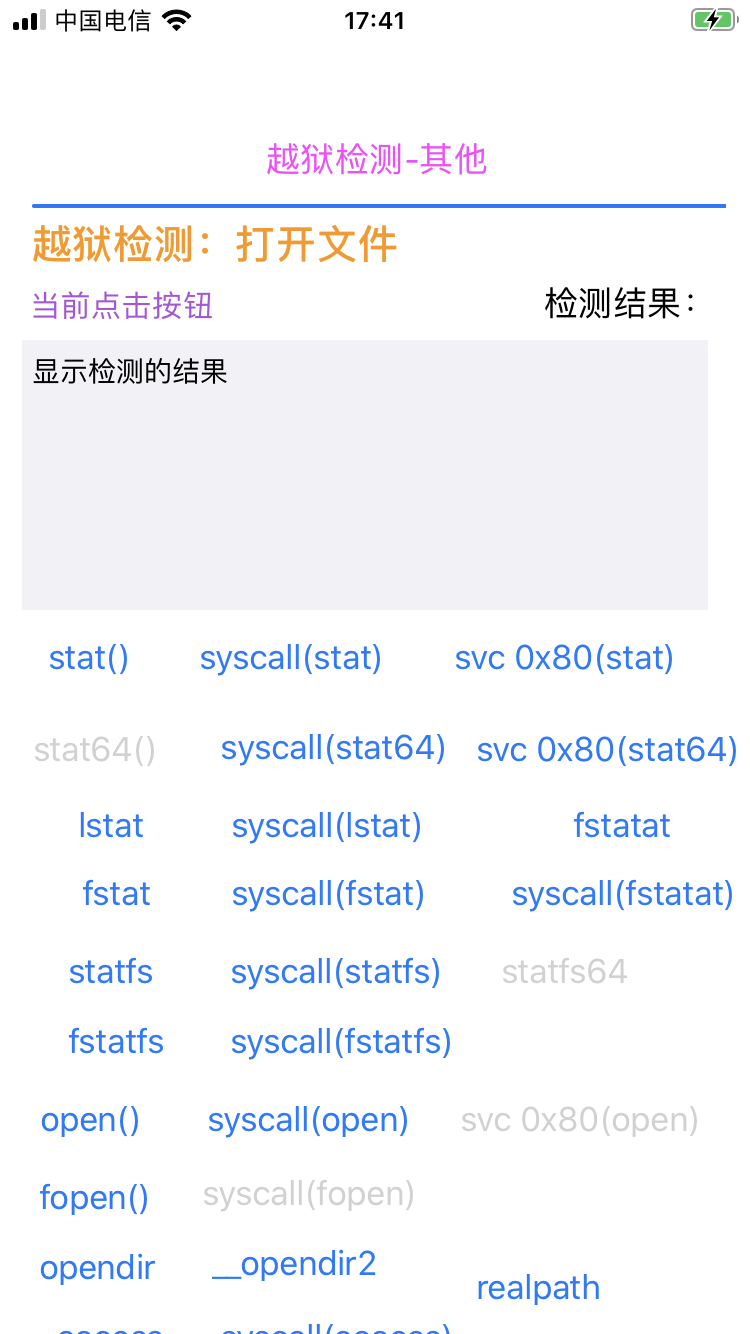 中国电信 17:41
越狱检测-其他
越狱检测：打开文件
当前点击按钮 检测结果：
显示检测的结果
stat() syscall(stat) svc 0x80(stat)
stat64() syscall(stat64) svc 0x80(stat64)
lstat syscall(lstat) fstatat
fstat syscall(fstat) syscall(fstatat)
statfs syscall(statfs) statfs64
fstatfs syscall(fstatfs)
open() syscall(open) svc 0x80(open)
fopen() syscall(fopen)
opendir __opendir2 realpath
access syscall(access)